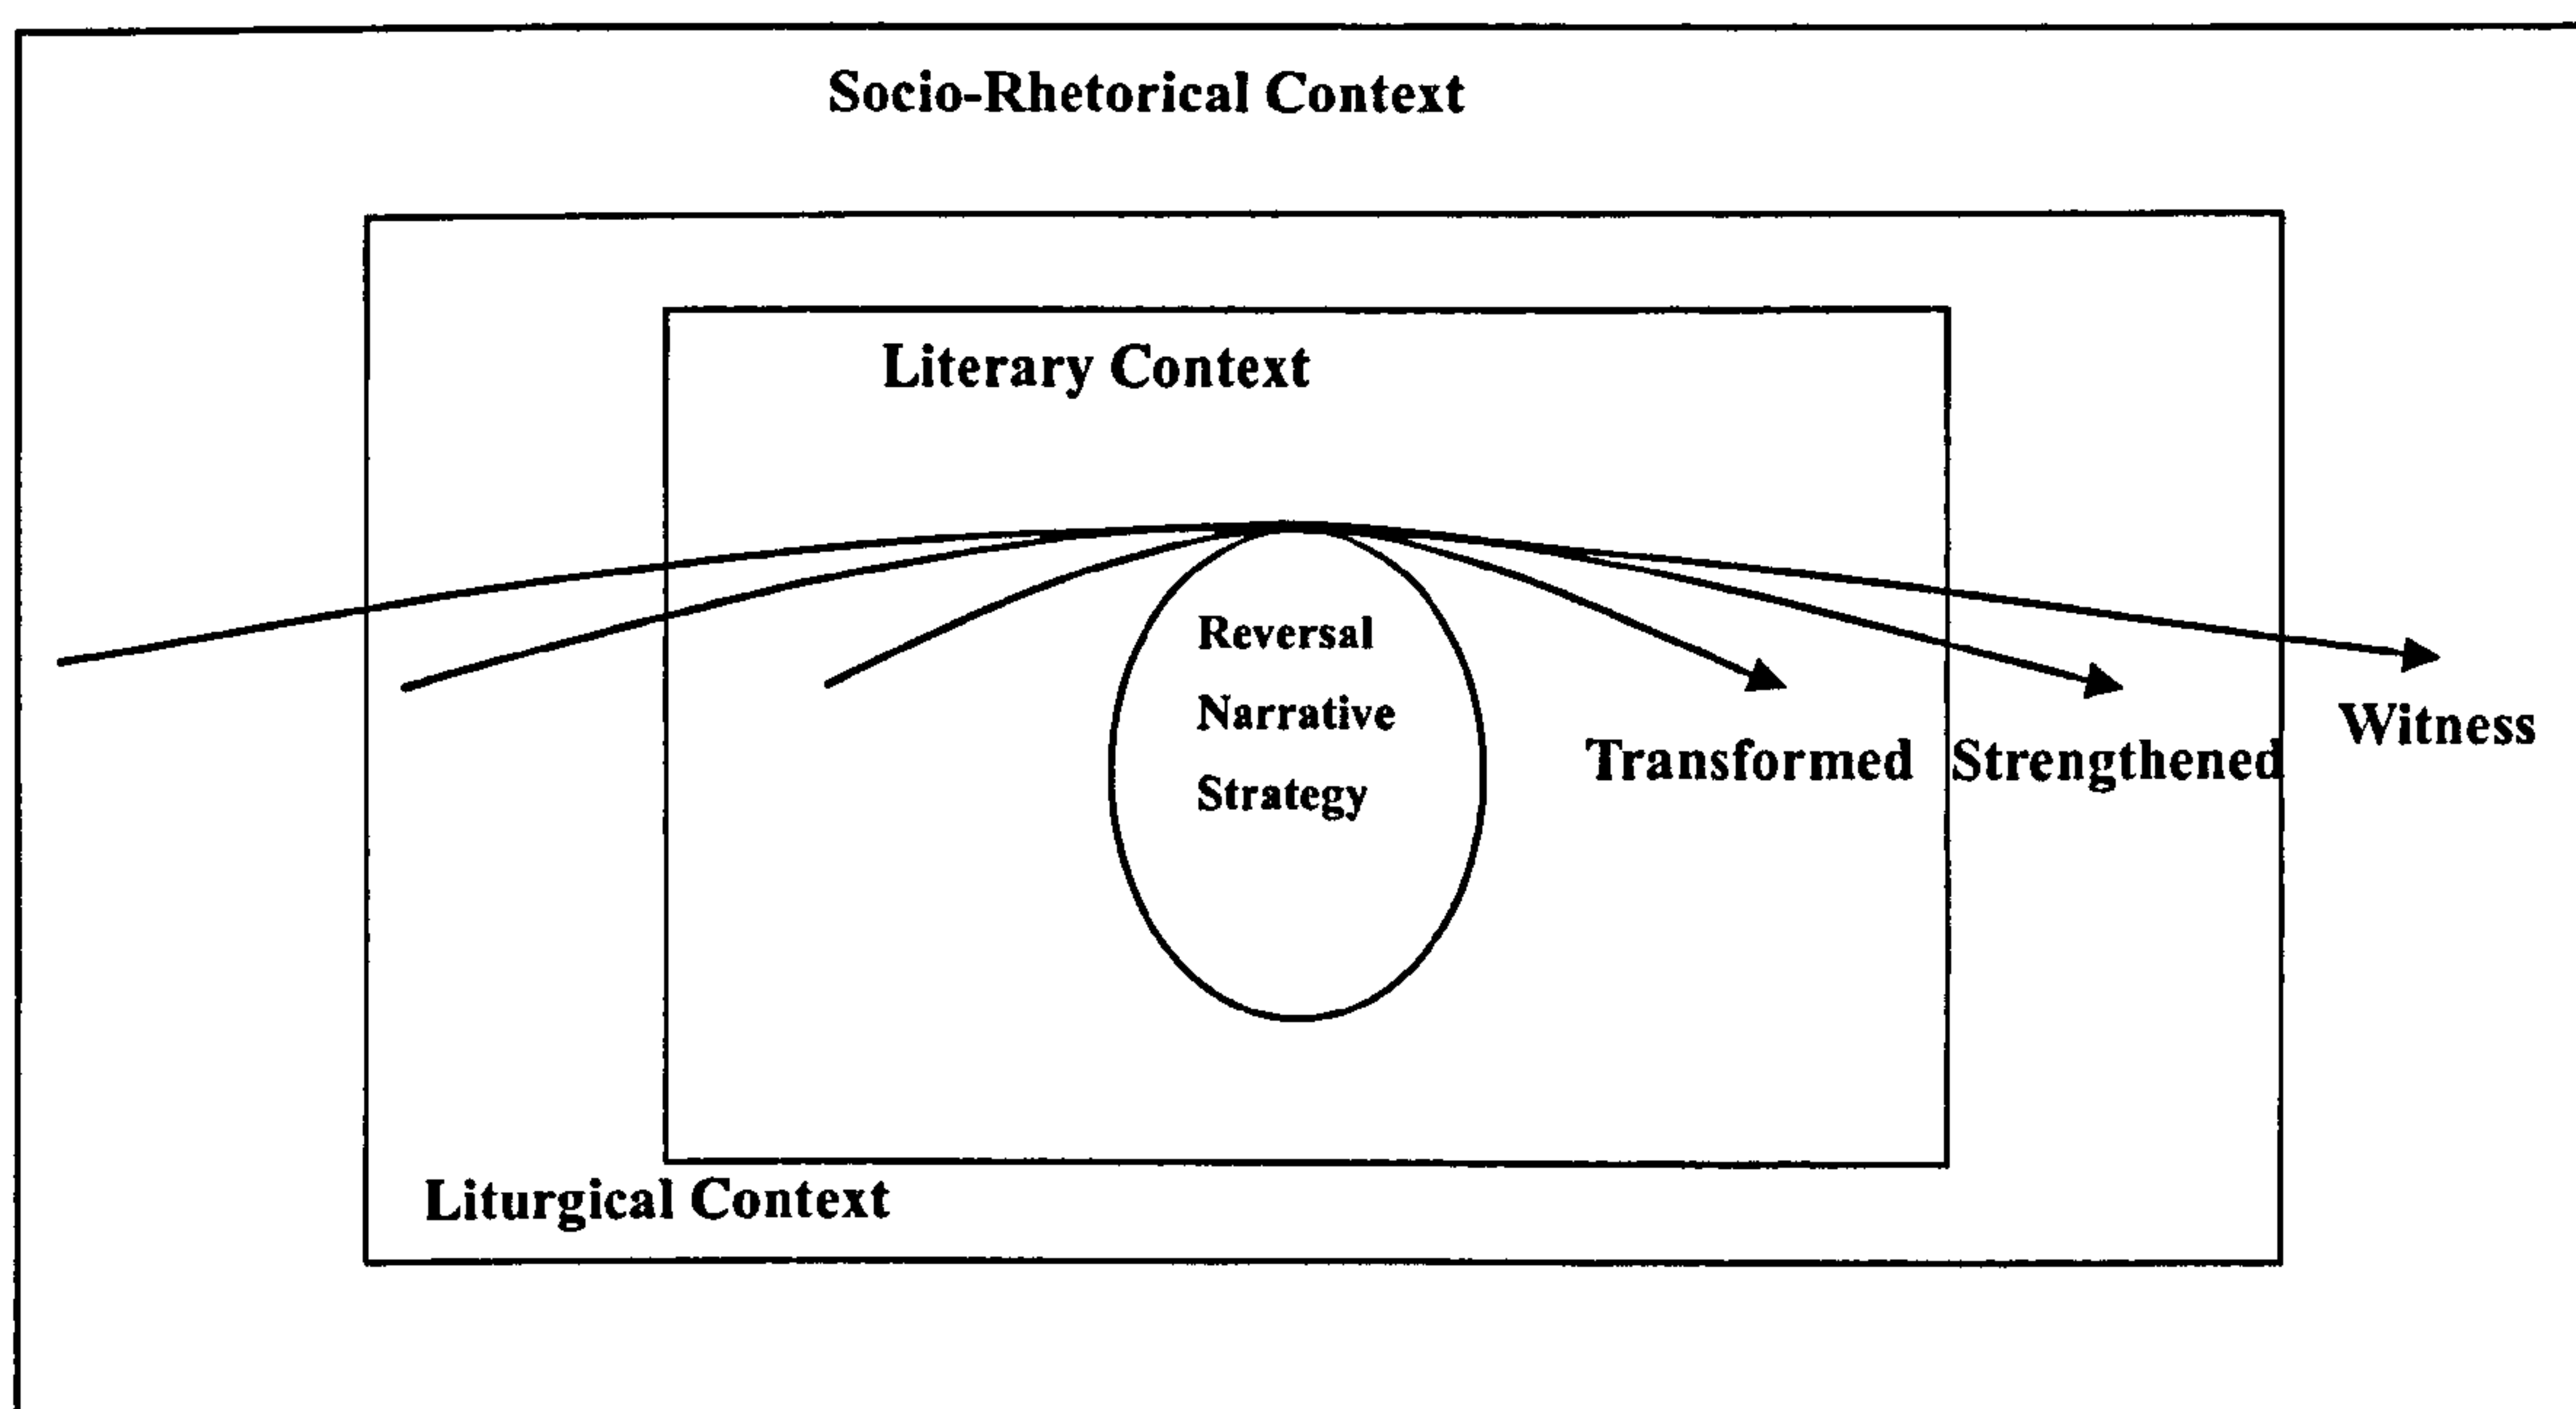 Socio-Rhetorical Context
Literary Context
Reversal
Narrative
Strategy
Transformed
Strengthened
Witness
Liturgical Context